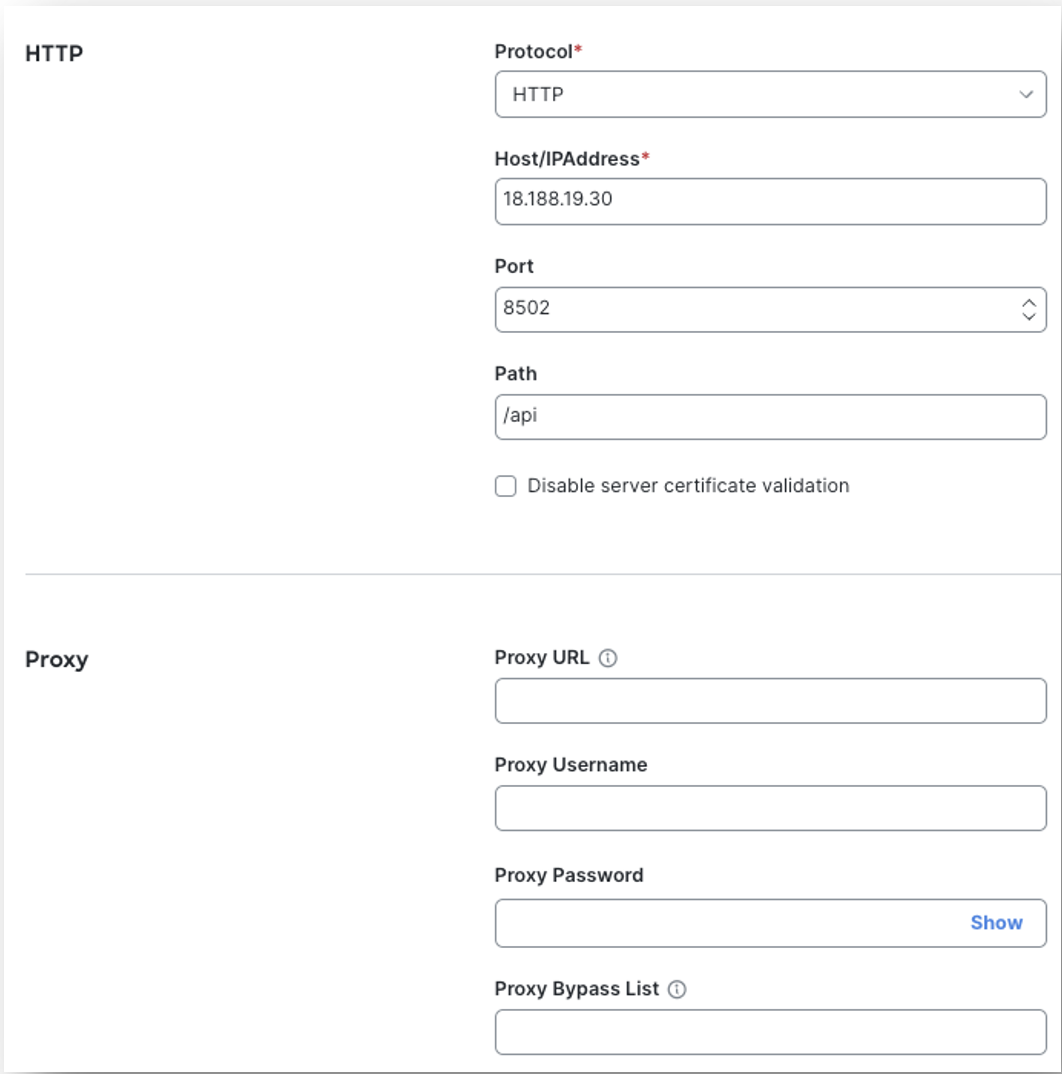 HTTP
Protocol*
HTTP
Host/IPAddress*
18.188.19.30
Port
8502
Path
/api
Disable server certificate validation
Proxy
Proxy URL
Proxy Username
Proxy Password
Show
Proxy Bypass List